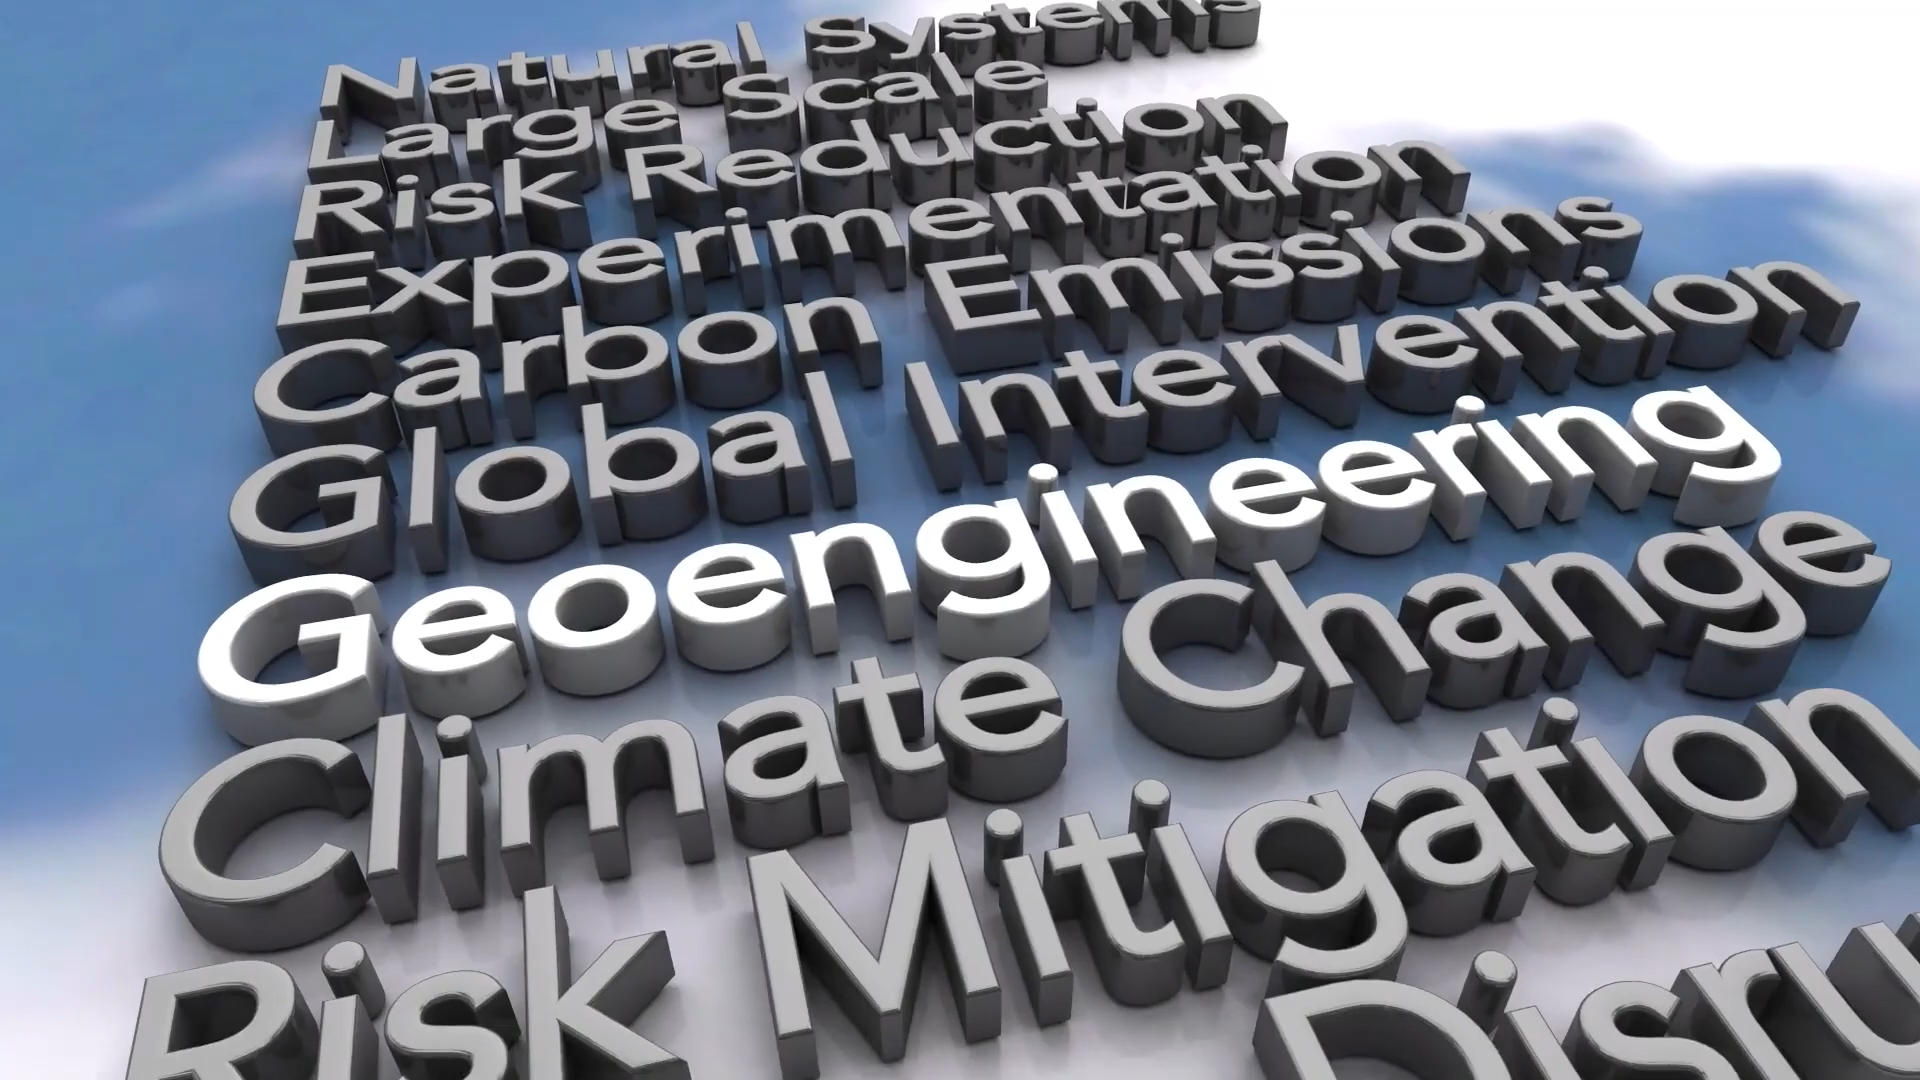 Natural Systems
Large Scale
Risk Reduction
Experimentation
Carbon Emissions
Global Intervention
Geoengineering
Climate Change
Risk Mitigation